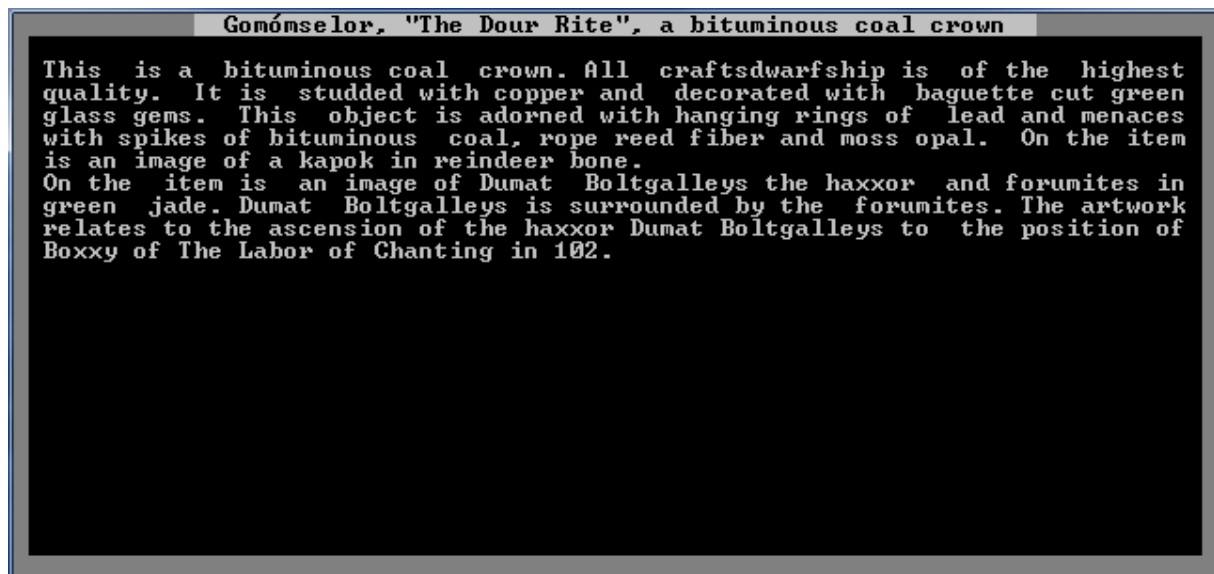 Gomómselor, "The Dour Rite", a bituminous coal crown
This is a bituminous coal crown. All craftsdwarfship is of the highest
quality. It is studded with copper and decorated with baguette cut green
glass gems. This object is adorned with hanging rings of lead and menaces
with spikes of bituminous coal, rope reed fiber and moss opal. On the item
is an image of a kapok in reindeer bone.
On the item is an image of Dumat Boltgalleys the haxxor and forumites in
green jade. Dumat Boltgalleys is surrounded by the forumites. The artwork
relates to the ascension of the haxxor Dumat Boltgalleys to the position of
Boxxy of The Labor of Chanting in 102.